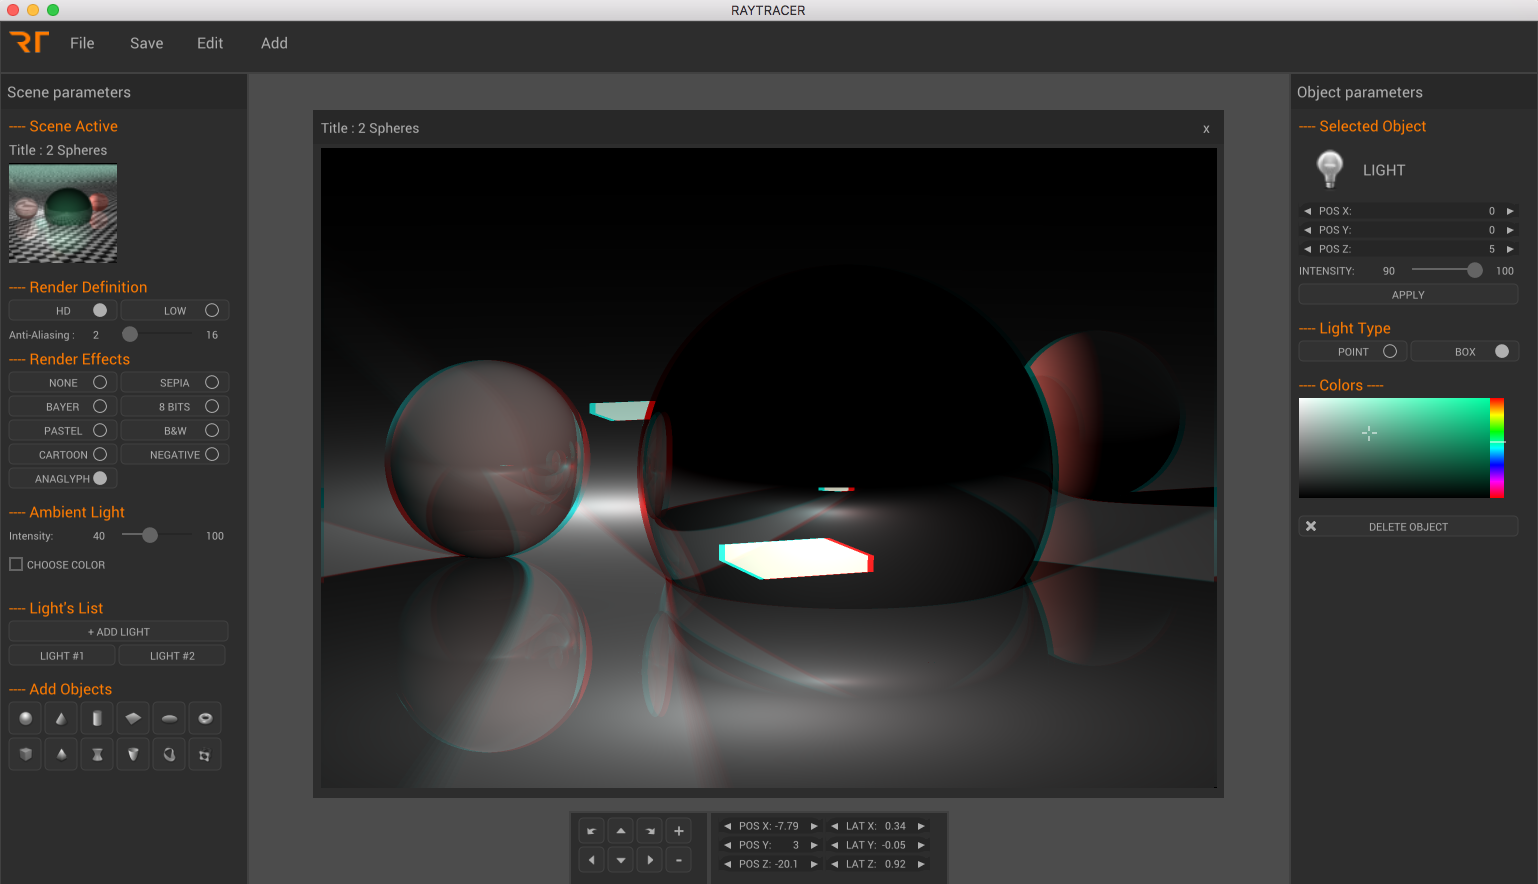 RAYTRACER
RT File Save Edit Add
Scene parameters
---- Scene Active
Title : 2 Spheres
---- Render Definition
HD LOW
Anti-Aliasing : 2 16
---- Render Effects
NONE SEPIA
BAYER 8 BITS
PASTEL B&W
CARTOON NEGATIVE
ANAGLYPH
---- Ambient Light
Intensity: 40 100
CHOOSE COLOR
---- Light's List
+ ADD LIGHT
LIGHT #1 LIGHT #2
---- Add Objects
Title : 2 Spheres x
POS X: -7.79 LAT X: 0.34
POS Y: 3 LAT Y: -0.05
POS Z: -20.1 LAT Z: 0.92
Object parameters
---- Selected Object
LIGHT
POS X: 0
POS Y: 0
POS Z: 5
INTENSITY: 90 100
APPLY
---- Light Type
POINT BOX
---- Colors ----
DELETE OBJECT